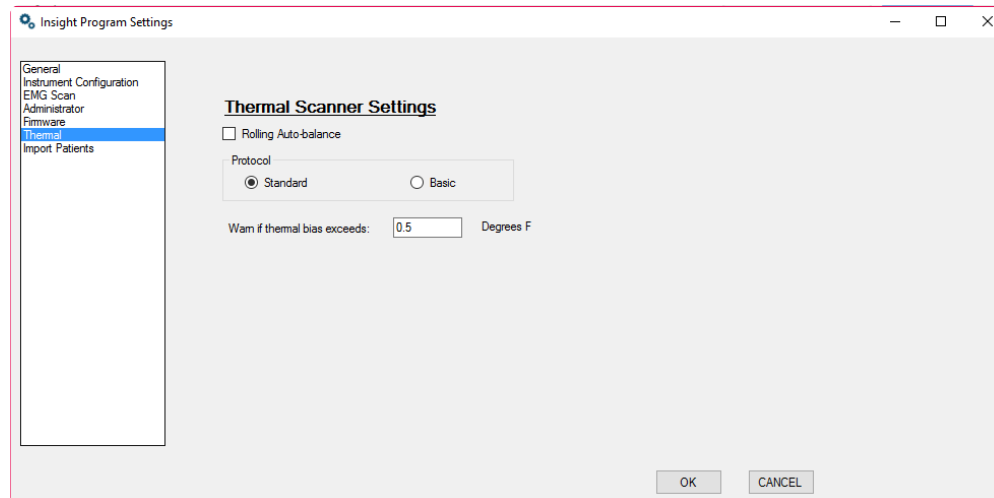 Insight Program Settings
General
Instrument Configuration
EMG Scan
Administrator
Firmware
Thermal
Import Patients
Thermal Scanner Settings
Rolling Auto-balance
Protocol
Standard
Basic
Warn if thermal bias exceeds: 0.5 Degrees F
OK CANCEL